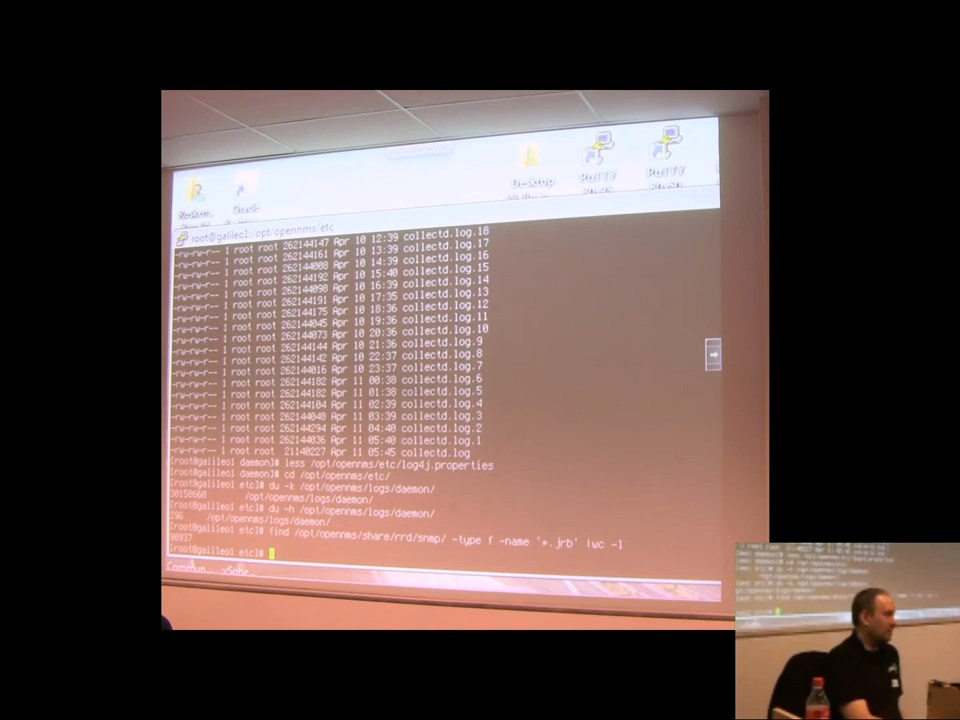 Desktop
PuTTY
PuTTY
root@galileo1:/opt/opennms/etc
-rw-rw-r-- 1 root root 262144147 Apr 10 12:39 collectd.log.18
-rw-rw-r-- 1 root root 262144161 Apr 10 13:39 collectd.log.17
-rw-rw-r-- 1 root root 262144008 Apr 10 14:39 collectd.log.16
-rw-rw-r-- 1 root root 262144192 Apr 10 15:40 collectd.log.15
-rw-rw-r-- 1 root root 262144098 Apr 10 16:39 collectd.log.14
-rw-rw-r-- 1 root root 262144191 Apr 10 17:35 collectd.log.13
-rw-rw-r-- 1 root root 262144175 Apr 10 18:36 collectd.log.12
-rw-rw-r-- 1 root root 262144045 Apr 10 19:36 collectd.log.11
-rw-rw-r-- 1 root root 262144073 Apr 10 20:36 collectd.log.10
-rw-rw-r-- 1 root root 262144144 Apr 10 21:36 collectd.log.9
-rw-rw-r-- 1 root root 262144142 Apr 10 22:37 collectd.log.8
-rw-rw-r-- 1 root root 262144016 Apr 10 23:37 collectd.log.7
-rw-rw-r-- 1 root root 262144182 Apr 11 00:38 collectd.log.6
-rw-rw-r-- 1 root root 262144182 Apr 11 01:38 collectd.log.5
-rw-rw-r-- 1 root root 262144104 Apr 11 02:39 collectd.log.4
-rw-rw-r-- 1 root root 262144048 Apr 11 03:39 collectd.log.3
-rw-rw-r-- 1 root root 262144294 Apr 11 04:40 collectd.log.2
-rw-rw-r-- 1 root root 262144036 Apr 11 05:40 collectd.log.1
-rw-rw-r-- 1 root root 21140227 Apr 11 05:45 collectd.log
[root@galileo1 daemon]# less /opt/opennms/etc/log4j.properties
[root@galileo1 daemon]# cd /opt/opennms/etc/
[root@galileo1 etc]# du -k /opt/opennms/logs/daemon/
30150660 /opt/opennms/logs/daemon/
[root@galileo1 etc]# du -h /opt/opennms/logs/daemon/
29G /opt/opennms/logs/daemon/
[root@galileo1 etc]# find /opt/opennms/share/rrd/snmp/ -type f -name '*.jrb' |wc -l
90937
[root@galileo1 etc]#